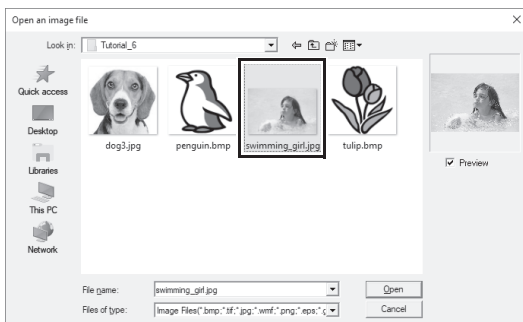 Open an image file
Look in: Tutorial_6
Quick access
Desktop
Libraries
This PC
Network
dog3.jpg penguin.bmp swimming_girl.jpg tulip.bmp
Preview
File name: swimming_girl.jpg Open
Files of type: Image Files(*.bmp;*.tif;*.jpg;*.wmf;*.png;*.eps;*.g Cancel